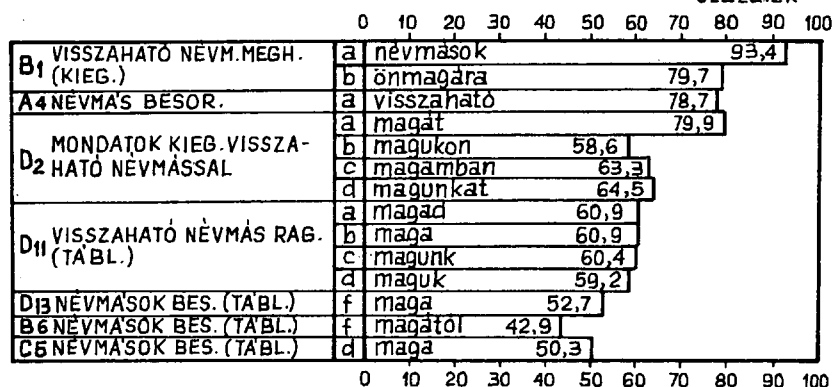 0 10 20 30 40 50 60 70 80 90 100
B1 VISSZAHATÓ NÉVM.MEGH. (KIEG.) a névmások 93,4
b önmagára 79,7
A4 NÉVMÁS BESOR. a visszaható 78,7
D2 MONDATOK KIEG.VISSZA- HATÓ NÉVMÁSSAL a magát 79,9
b magukon 58,6
c magamban 63,3
d magunkat 64,5
D11 VISSZAHATÓ NÉVMÁS RAG. (TÁBL.) a magad 60,9
b maga 60,9
c magunk 60,4
d maguk 59,2
D13 NÉVMÁSOK BES. (TÁBL.) f maga 52,7
B6 NÉVMÁSOK BES. (TÁBL.) f magától 42,9
C5 NÉVMÁSOK BES. (TÁBL.) d maga 50,3
0 10 20 30 40 50 60 70 80 90 100